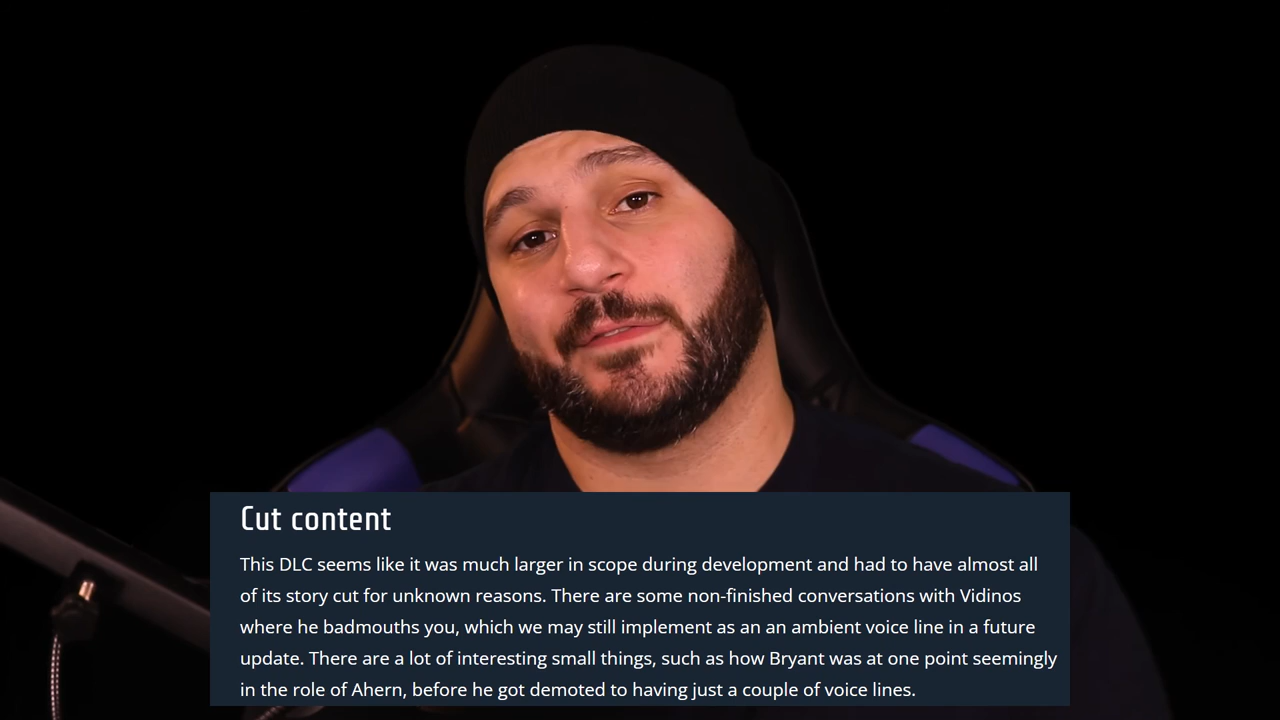 Cut content
This DLC seems like it was much larger in scope during development and had to have almost all
of its story cut for unknown reasons. There are some non-finished conversations with Vidinos
where he badmouths you, which we may still implement as an an ambient voice line in a future
update. There are a lot of interesting small things, such as how Bryant was at one point seemingly
in the role of Ahern, before he got demoted to having just a couple of voice lines.